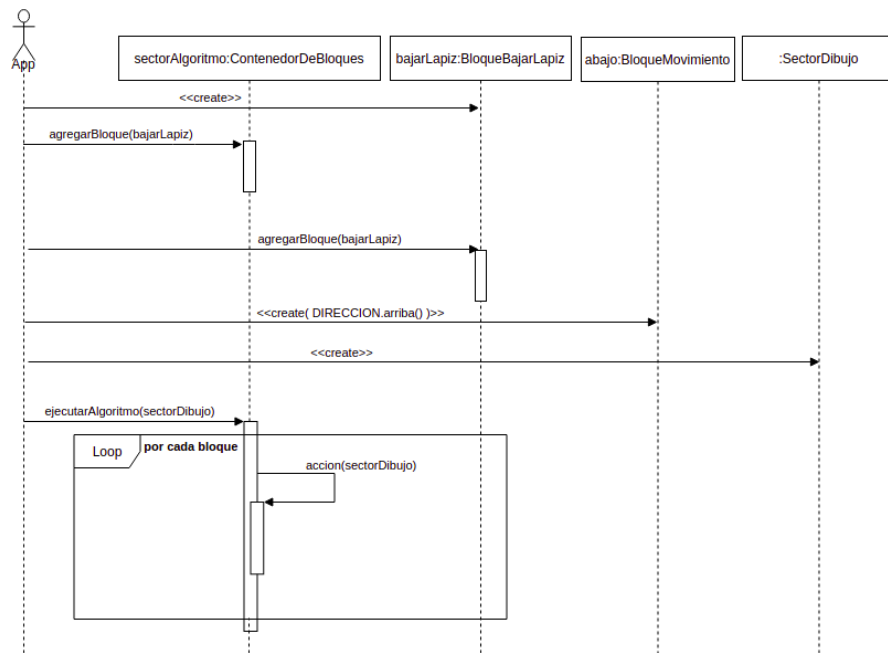 App
sectorAlgoritmo:ContenedorDeBloques
bajarLapiz:BloqueBajarLapiz
abajo:BloqueMovimiento
:SectorDibujo
<<create>>
agregarBloque(bajarLapiz)
agregarBloque(bajarLapiz)
<<create( DIRECCION.arriba() )>>
<<create>>
ejecutarAlgoritmo(sectorDibujo)
Loop
por cada bloque
accion(sectorDibujo)